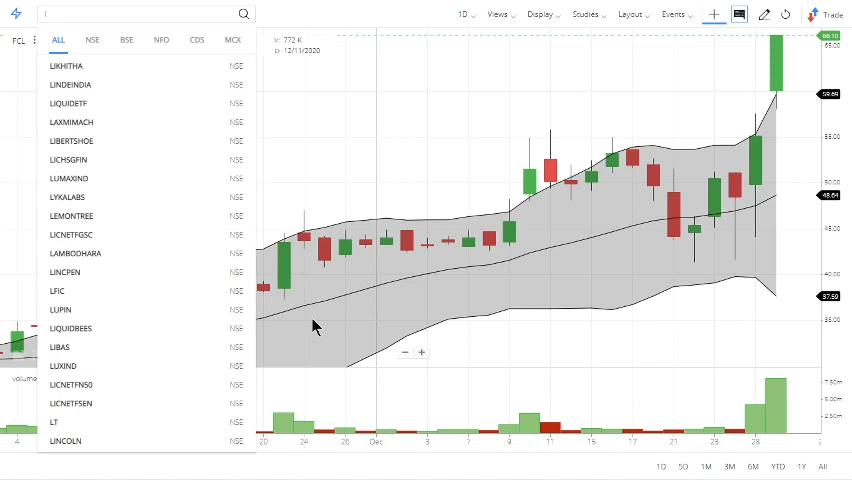 l
1D Views Display Studies Layout Events Trade
FCL
ALL NSE BSE NFO CDS MCX
V: 772 K
D: 12/11/2020
LIKHITHA NSE
LINDEINDIA NSE
LIQUIDETF NSE
LAXMIMACH NSE
LIBERTSHOE NSE
LICHSGFIN NSE
LUMAXIND NSE
LYKALABS NSE
LEMONTREE NSE
LICNETFGSC NSE
LAMBODHARA NSE
LINCPEN NSE
LFIC NSE
LUPIN NSE
LIQUIDBEES NSE
LIBAS NSE
LUXIND NSE
LICNETFN50 NSE
LICNETFSEN NSE
LT NSE
LINCOLN NSE
66.10
65.00
59.69
55.00
50.00
48.64
45.00
40.00
37.59
35.00
volume
7.50m
5.00m
2.50m
4 20 24 26 Dec 3 7 9 11 15 17 21 23 28
1D 5D 1M 3M 6M YTD 1Y All